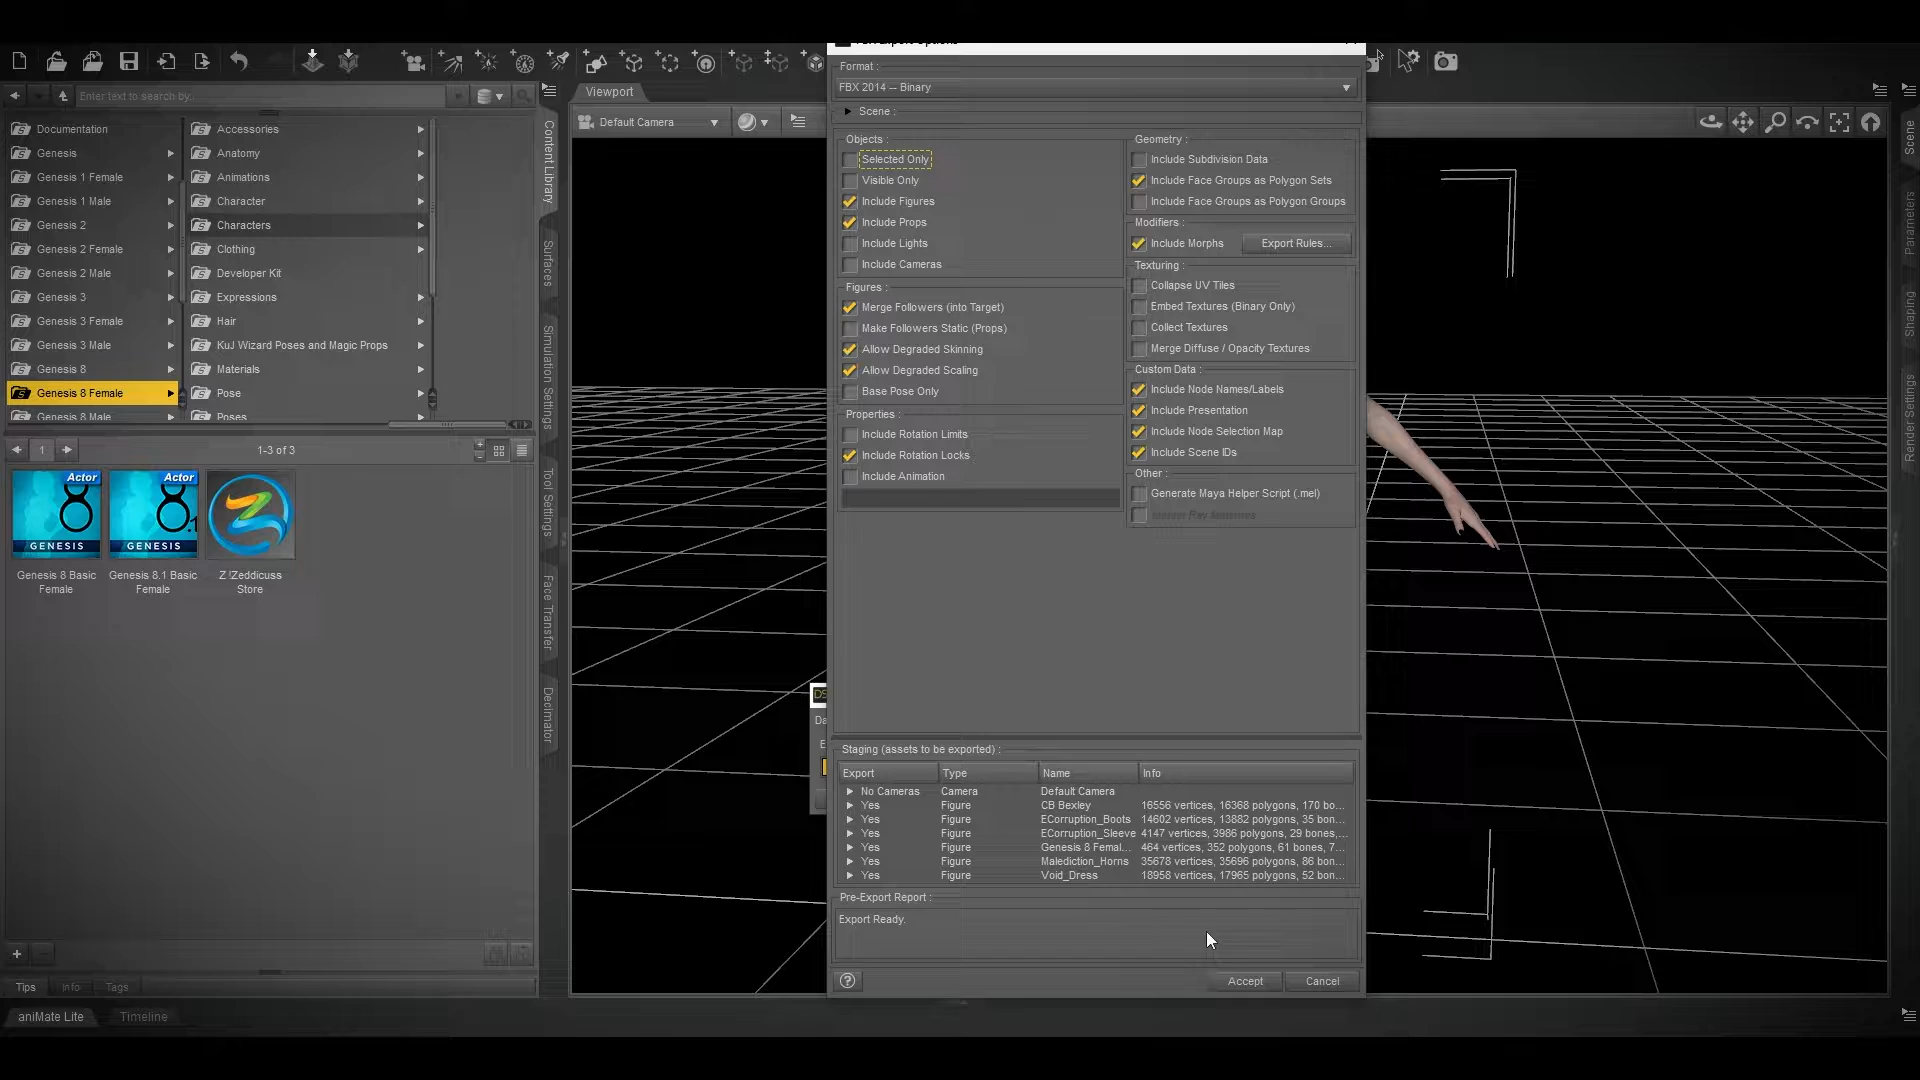 Format :
FBX 2014 -- Binary
Scene :
Objects :
Selected Only
Visible Only
Include Figures
Include Props
Include Lights
Include Cameras
Figures :
Merge Followers (into Target)
Make Followers Static (Props)
Allow Degraded Skinning
Allow Degraded Scaling
Base Pose Only
Properties :
Include Rotation Limits
Include Rotation Locks
Include Animation
Geometry :
Include Subdivision Data
Include Face Groups as Polygon Sets
Include Face Groups as Polygon Groups
Modifiers :
Include Morphs
Export Rules...
Texturing :
Collapse UV Tiles
Embed Textures (Binary Only)
Collect Textures
Merge Diffuse / Opacity Textures
Custom Data :
Include Node Names/Labels
Include Presentation
Include Node Selection Map
Include Scene IDs
Other :
Generate Maya Helper Script (.mel)
Staging (assets to be exported) :
Export Type Name Info
No Cameras Camera Default Camera
Yes Figure CB Bexley 16556 vertices, 16368 polygons, 170 bo...
Yes Figure ECorruption_Boots 14602 vertices, 13882 polygons, 35 bon...
Yes Figure ECorruption_Sleeve 4147 vertices, 3986 polygons, 29 bones,...
Yes Figure Genesis 8 Femal... 464 vertices, 352 polygons, 61 bones, 7...
Yes Figure Malediction_Horns 35678 vertices, 35696 polygons, 86 bon...
Yes Figure Void_Dress 18958 vertices, 17965 polygons, 52 bon...
Pre-Export Report :
Export Ready.
Accept
Cancel
Enter text to search by..
Documentation
Genesis
Genesis 1 Female
Genesis 1 Male
Genesis 2
Genesis 2 Female
Genesis 2 Male
Genesis 3
Genesis 3 Female
Genesis 3 Male
Genesis 8
Genesis 8 Female
Genesis 8 Male
Accessories
Anatomy
Animations
Character
Characters
Clothing
Developer Kit
Expressions
Hair
KuJ Wizard Poses and Magic Props
Materials
Pose
Poses
1
1-3 of 3
Actor
8
GENESIS
Actor
8.1
GENESIS
Genesis 8 Basic
Female
Genesis 8.1 Basic
Female
Z !Zeddicuss
Store
Tips
Info
Tags
aniMate Lite
Timeline
Content Library
Surfaces
Simulation Settings
Tool Settings
Face Transfer
Decimator
Viewport
Default Camera
Scene
Parameters
Shaping
Render Settings